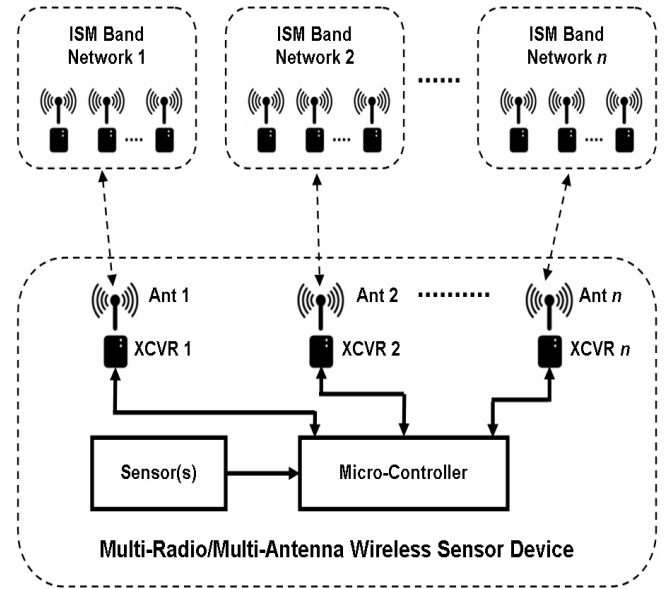 ISM Band
Network 1
ISM Band
Network 2
ISM Band
Network n
Ant 1
Ant 2
Ant n
XCVR 1
XCVR 2
XCVR n
Sensor(s)
Micro-Controller
Multi-Radio/Multi-Antenna Wireless Sensor Device